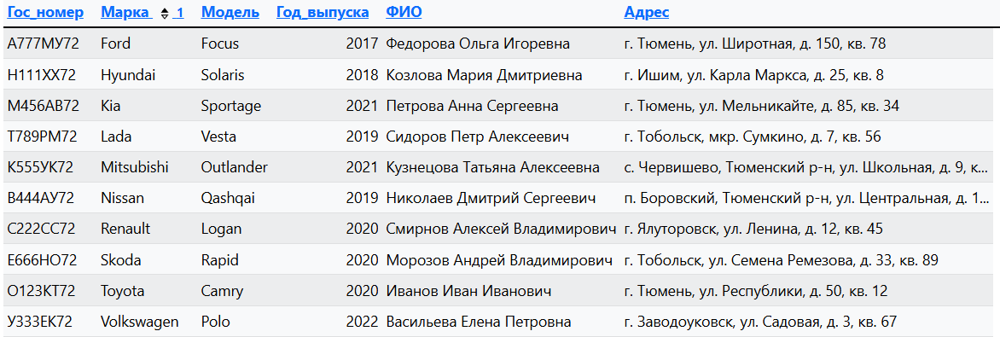 Гос_номер Марка 1 Модель Год_выпуска ФИО Адрес
А777МУ72 Ford Focus 2017 Федорова Ольга Игоревна г. Тюмень, ул. Широтная, д. 150, кв. 78
Н111ХХ72 Hyundai Solaris 2018 Козлова Мария Дмитриевна г. Ишим, ул. Карла Маркса, д. 25, кв. 8
М456АВ72 Kia Sportage 2021 Петрова Анна Сергеевна г. Тюмень, ул. Мельникайте, д. 85, кв. 34
Т789РМ72 Lada Vesta 2019 Сидоров Петр Алексеевич г. Тобольск, мкр. Сумкино, д. 7, кв. 56
К555УК72 Mitsubishi Outlander 2021 Кузнецова Татьяна Алексеевна с. Червишево, Тюменский р-н, ул. Школьная, д. 9, к...
В444АУ72 Nissan Qashqai 2019 Николаев Дмитрий Сергеевич п. Боровский, Тюменский р-н, ул. Центральная, д. 1...
С222СС72 Renault Logan 2020 Смирнов Алексей Владимирович г. Ялуторовск, ул. Ленина, д. 12, кв. 45
Е666НО72 Skoda Rapid 2020 Морозов Андрей Владимирович г. Тобольск, ул. Семена Ремезова, д. 33, кв. 89
О123КТ72 Toyota Camry 2020 Иванов Иван Иванович г. Тюмень, ул. Республики, д. 50, кв. 12
У333ЕК72 Volkswagen Polo 2022 Васильева Елена Петровна г. Заводоуковск, ул. Садовая, д. 3, кв. 67